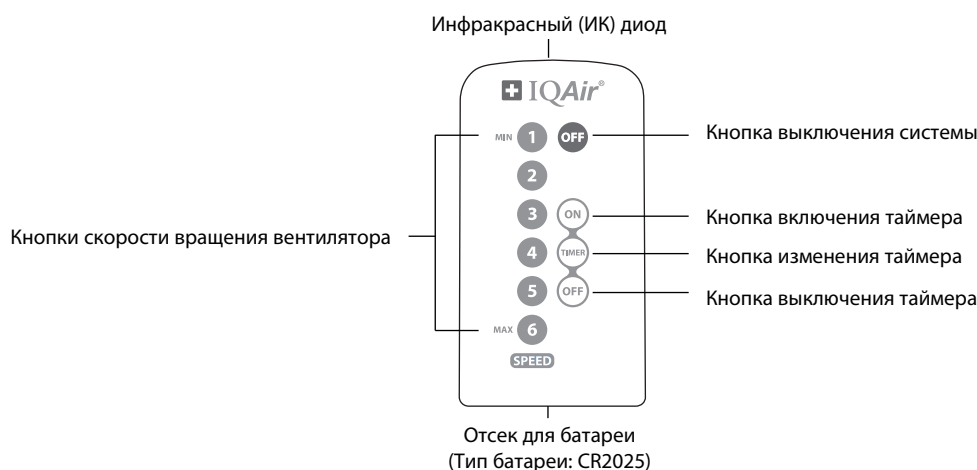 Инфракрасный (ИК) диод
IQAir®
MIN 1 OFF
Кнопка выключения системы
2
3 ON
Кнопка включения таймера
Кнопки скорости вращения вентилятора
4 TIMER
Кнопка изменения таймера
5 OFF
Кнопка выключения таймера
MAX 6
SPEED
Отсек для батареи
(Тип батареи: CR2025)